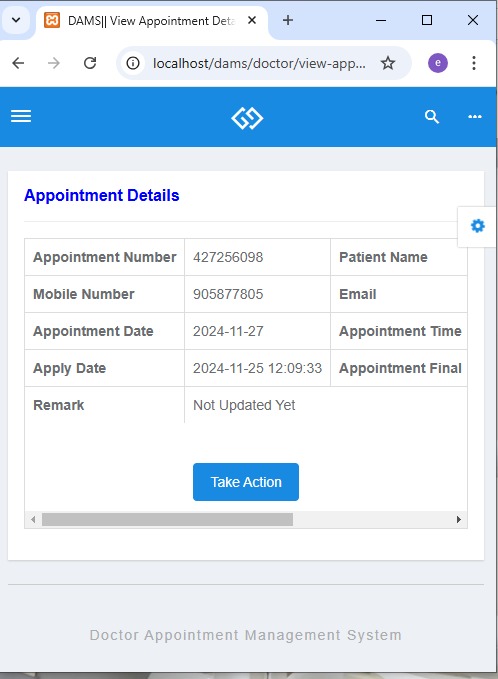 DAMS|| View Appointment Deta
localhost/dams/doctor/view-app...
e
Appointment Details
Appointment Number 427256098 Patient Name
Mobile Number 905877805 Email
Appointment Date 2024-11-27 Appointment Time
Apply Date 2024-11-25 12:09:33 Appointment Final
Remark Not Updated Yet
Take Action
Doctor Appointment Management System